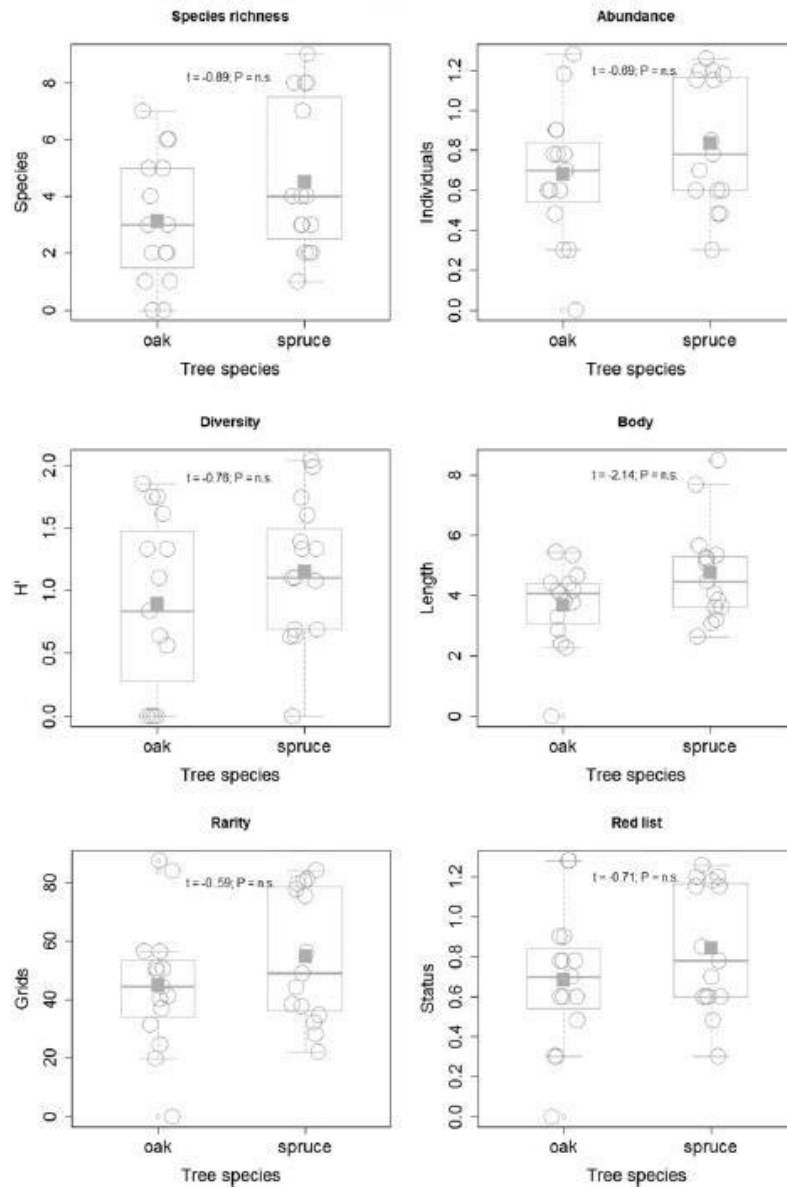 Species richness
Species
0
2
4
6
8
t = -0.89; P = n.s.
oak
spruce
Tree species
Abundance
Individuals
0.0
0.2
0.4
0.6
0.8
1.0
1.2
t = -0.69; P = n.s.
oak
spruce
Tree species
Diversity
H'
0.0
0.5
1.0
1.5
2.0
t = -0.76; P = n.s.
oak
spruce
Tree species
Body
Length
0
2
4
6
8
t = -2.14; P = n.s.
oak
spruce
Tree species
Rarity
Grids
0
20
40
60
80
t = -0.59; P = n.s.
oak
spruce
Tree species
Red list
Status
0.0
0.2
0.4
0.6
0.8
1.0
1.2
t = -0.71; P = n.s.
oak
spruce
Tree species